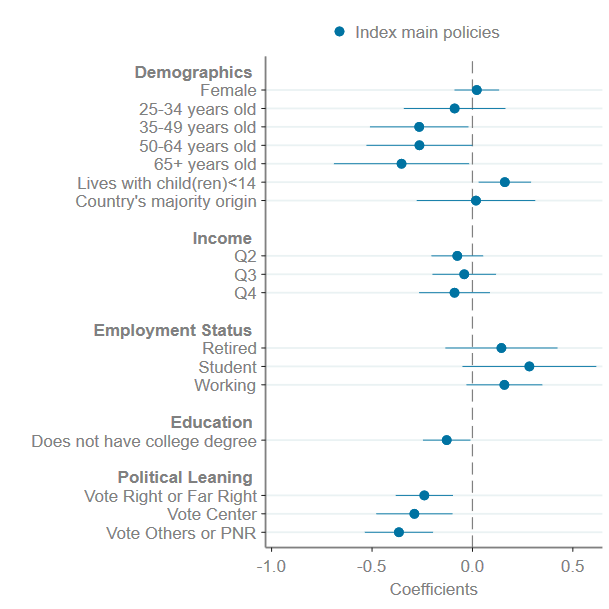 Index main policies
Demographics
Female
25-34 years old
35-49 years old
50-64 years old
65+ years old
Lives with child(ren)<14
Country's majority origin
Income
Q2
Q3
Q4
Employment Status
Retired
Student
Working
Education
Does not have college degree
Political Leaning
Vote Right or Far Right
Vote Center
Vote Others or PNR
-1.0 -0.5 0.0 0.5
Coefficients